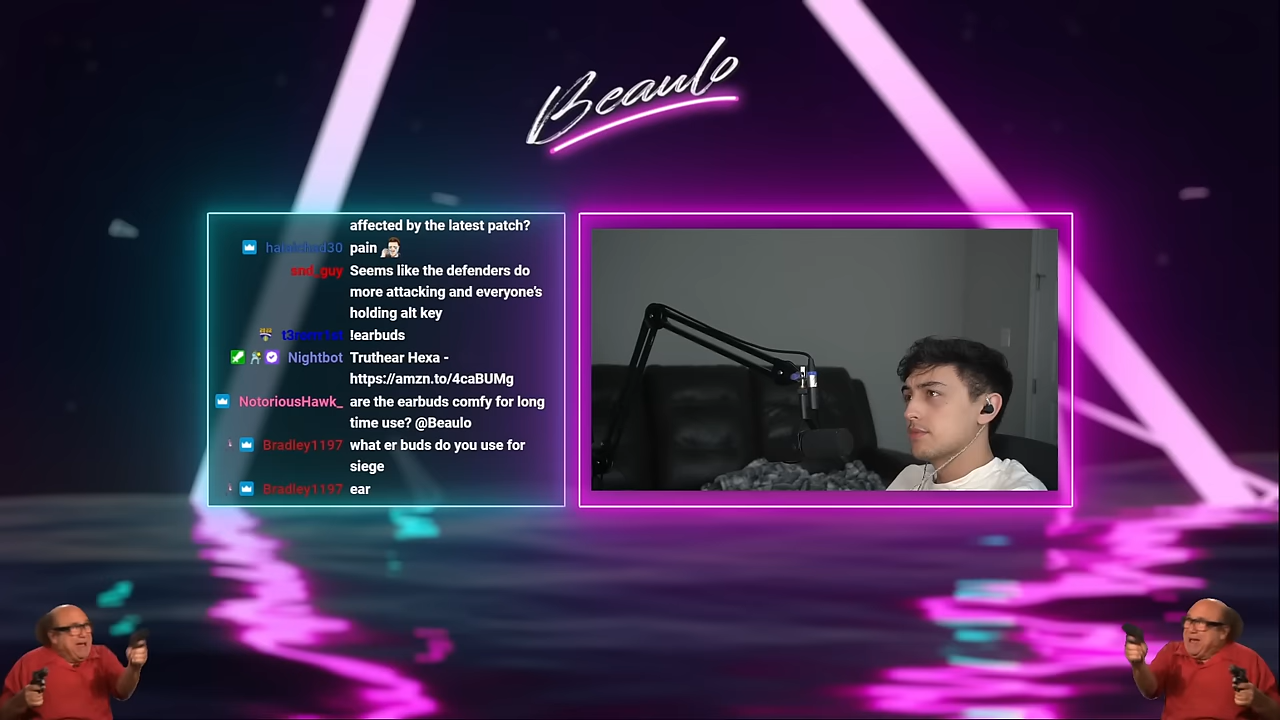 Beaulo
affected by the latest patch?
pain
snd_guy Seems like the defenders do
more attacking and everyone's
holding alt key
!earbuds
Nightbot Truthear Hexa -
https://amzn.to/4caBUMg
NotoriousHawk_ are the earbuds comfy for long
time use? @Beaulo
Bradley1197 what er buds do you use for
siege
Bradley1197 ear